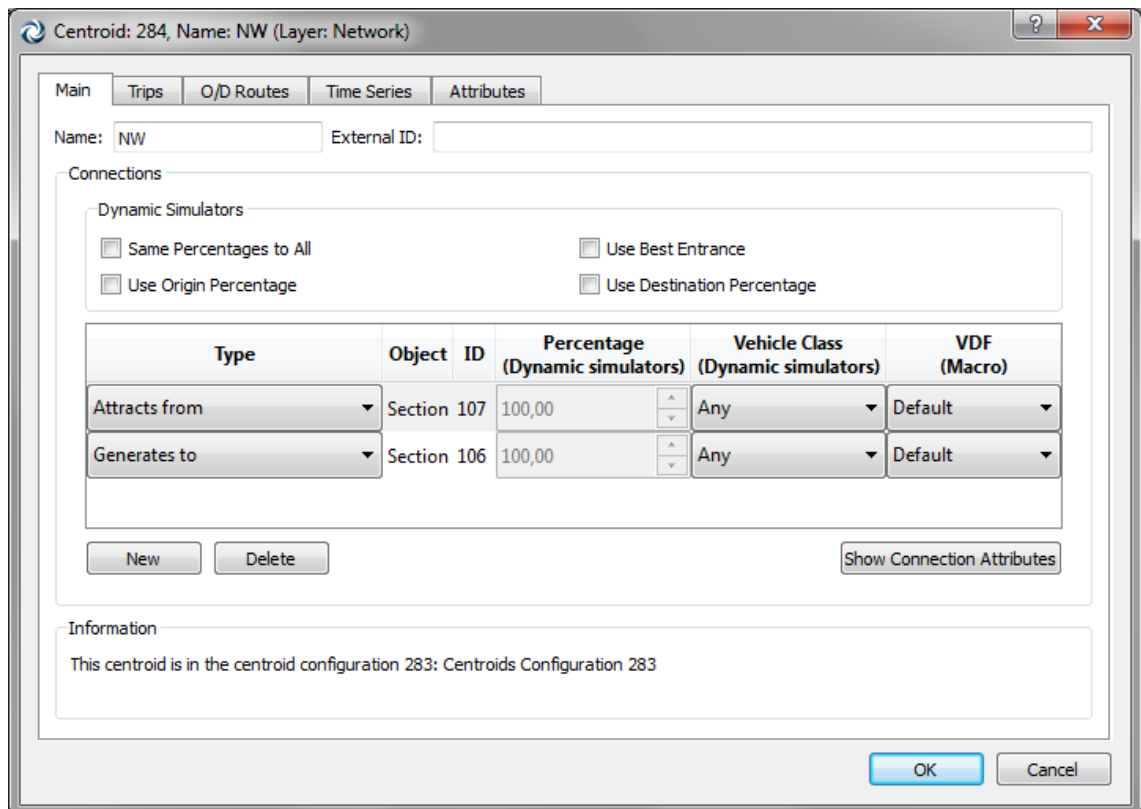 Centroid: 284, Name: NW (Layer: Network)
? X
Main Trips O/D Routes Time Series Attributes
Name: NW External ID:
Connections
Dynamic Simulators
Same Percentages to All Use Best Entrance
Use Origin Percentage Use Destination Percentage
Type Object ID Percentage (Dynamic simulators) Vehicle Class (Dynamic simulators) VDF (Macro)
Attracts from Section 107 100,00 Any Default
Generates to Section 106 100,00 Any Default
New Delete Show Connection Attributes
Information
This centroid is in the centroid configuration 283: Centroids Configuration 283
OK Cancel